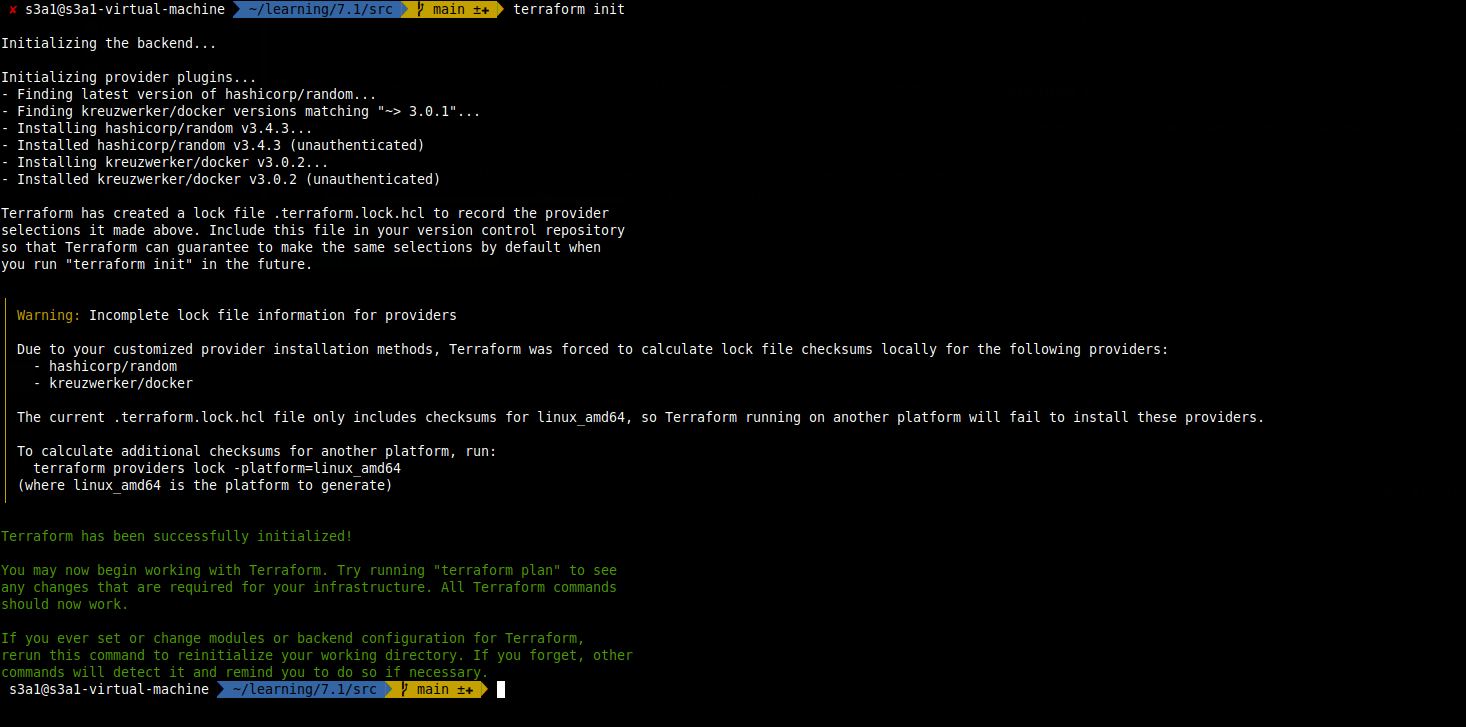 ✘ s3a1@s3a1-virtual-machine ~/learning/7.1/src main ±✚ terraform init
Initializing the backend...
Initializing provider plugins...
- Finding latest version of hashicorp/random...
- Finding kreuzwerker/docker versions matching "~> 3.0.1"...
- Installing hashicorp/random v3.4.3...
- Installed hashicorp/random v3.4.3 (unauthenticated)
- Installing kreuzwerker/docker v3.0.2...
- Installed kreuzwerker/docker v3.0.2 (unauthenticated)
Terraform has created a lock file .terraform.lock.hcl to record the provider
selections it made above. Include this file in your version control repository
so that Terraform can guarantee to make the same selections by default when
you run "terraform init" in the future.
Warning: Incomplete lock file information for providers
Due to your customized provider installation methods, Terraform was forced to calculate lock file checksums locally for the following providers:
- hashicorp/random
- kreuzwerker/docker
The current .terraform.lock.hcl file only includes checksums for linux_amd64, so Terraform running on another platform will fail to install these providers.
To calculate additional checksums for another platform, run:
terraform providers lock -platform=linux_amd64
(where linux_amd64 is the platform to generate)
Terraform has been successfully initialized!
You may now begin working with Terraform. Try running "terraform plan" to see
any changes that are required for your infrastructure. All Terraform commands
should now work.
If you ever set or change modules or backend configuration for Terraform,
rerun this command to reinitialize your working directory. If you forget, other
commands will detect it and remind you to do so if necessary.
s3a1@s3a1-virtual-machine ~/learning/7.1/src main ±✚